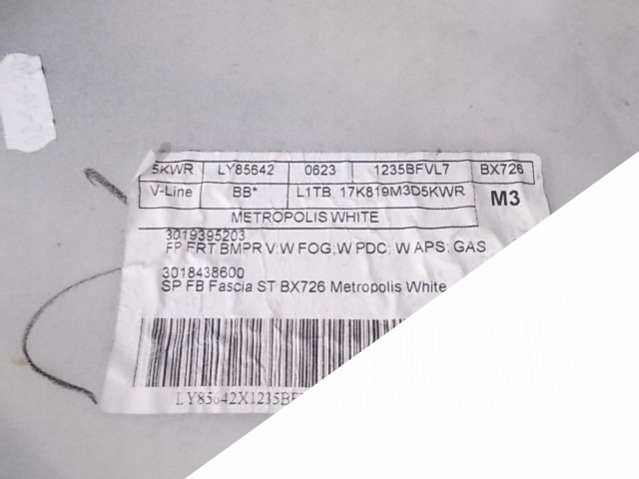 5KWR LY85642 0623 1235BFVL7 BX726
V-Line BB* L1TB 17K819M3D5KWR M3
METROPOLIS WHITE
3019395203
FP FRT BMPR V: W FOG; W PDC: W APS: GAS
3018438600
SP FB Fascia ST BX726 Metropolis White